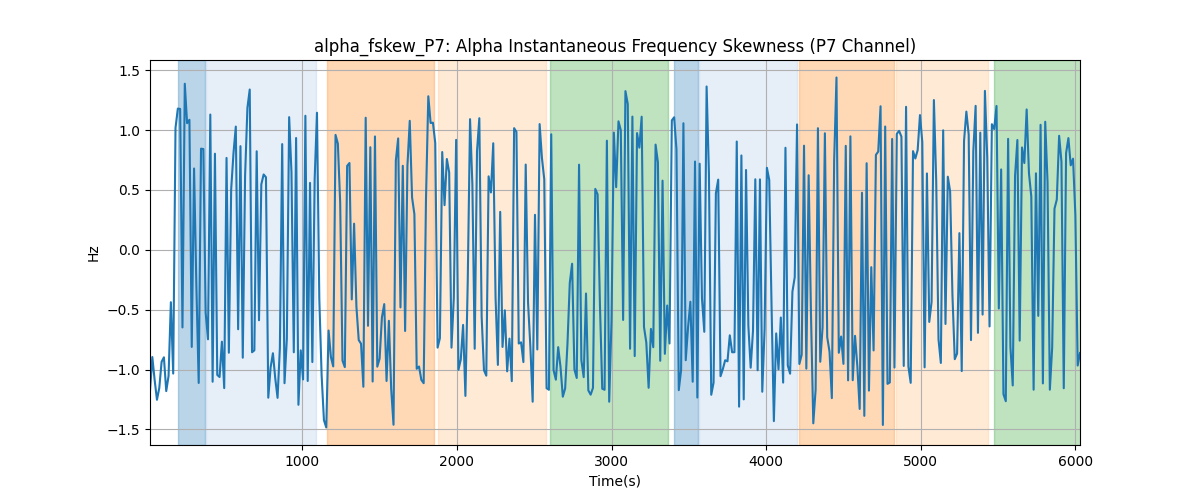 alpha_fskew_P7: Alpha Instantaneous Frequency Skewness (P7 Channel)
1.5
1.0
0.5
0.0
−0.5
−1.0
−1.5
Hz
1000 2000 3000 4000 5000 6000
Time(s)